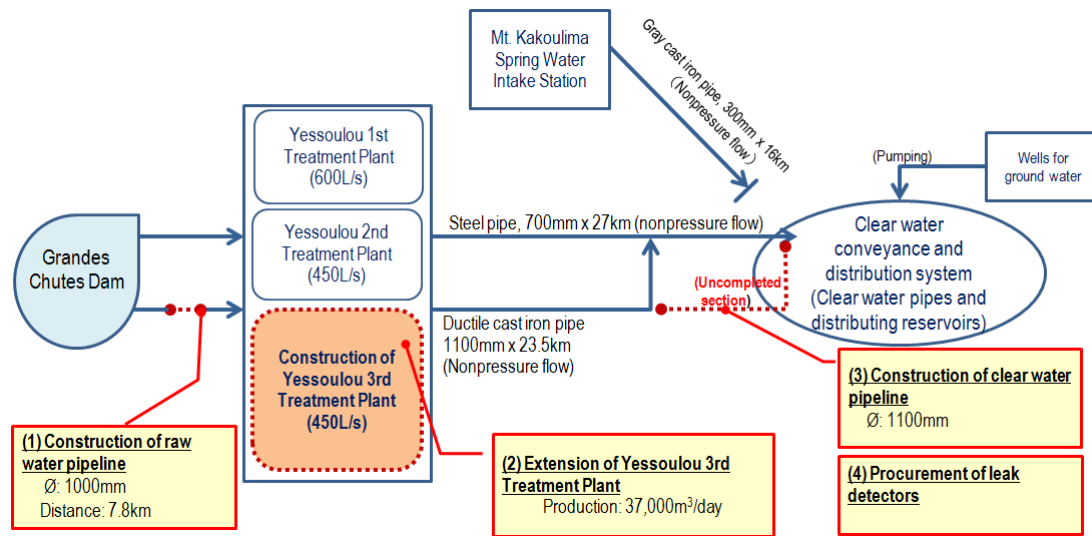 Mt. Kakoulima
Spring Water
Intake Station
Gray cast iron pipe, 300mm x 16km
(Nonpressure flow)
(Pumping)
Wells for
ground water
Yessoulou 1st
Treatment Plant
(600L/s)
Yessoulou 2nd
Treatment Plant
(450L/s)
Construction of
Yessoulou 3rd
Treatment Plant
(450L/s)
Grandes
Chutes Dam
Steel pipe, 700mm x 27km (nonpressure flow)
(Uncompleted
section)
Ductile cast iron pipe
1100mm x 23.5km
(Nonpressure flow)
Clear water
conveyance and
distribution system
(Clear water pipes and
distributing reservoirs)
(1) Construction of raw
water pipeline
Ø: 1000mm
Distance: 7.8km
(2) Extension of Yessoulou 3rd
Treatment Plant
Production: 37,000m³/day
(3) Construction of clear water
pipeline
Ø: 1100mm
(4) Procurement of leak
detectors